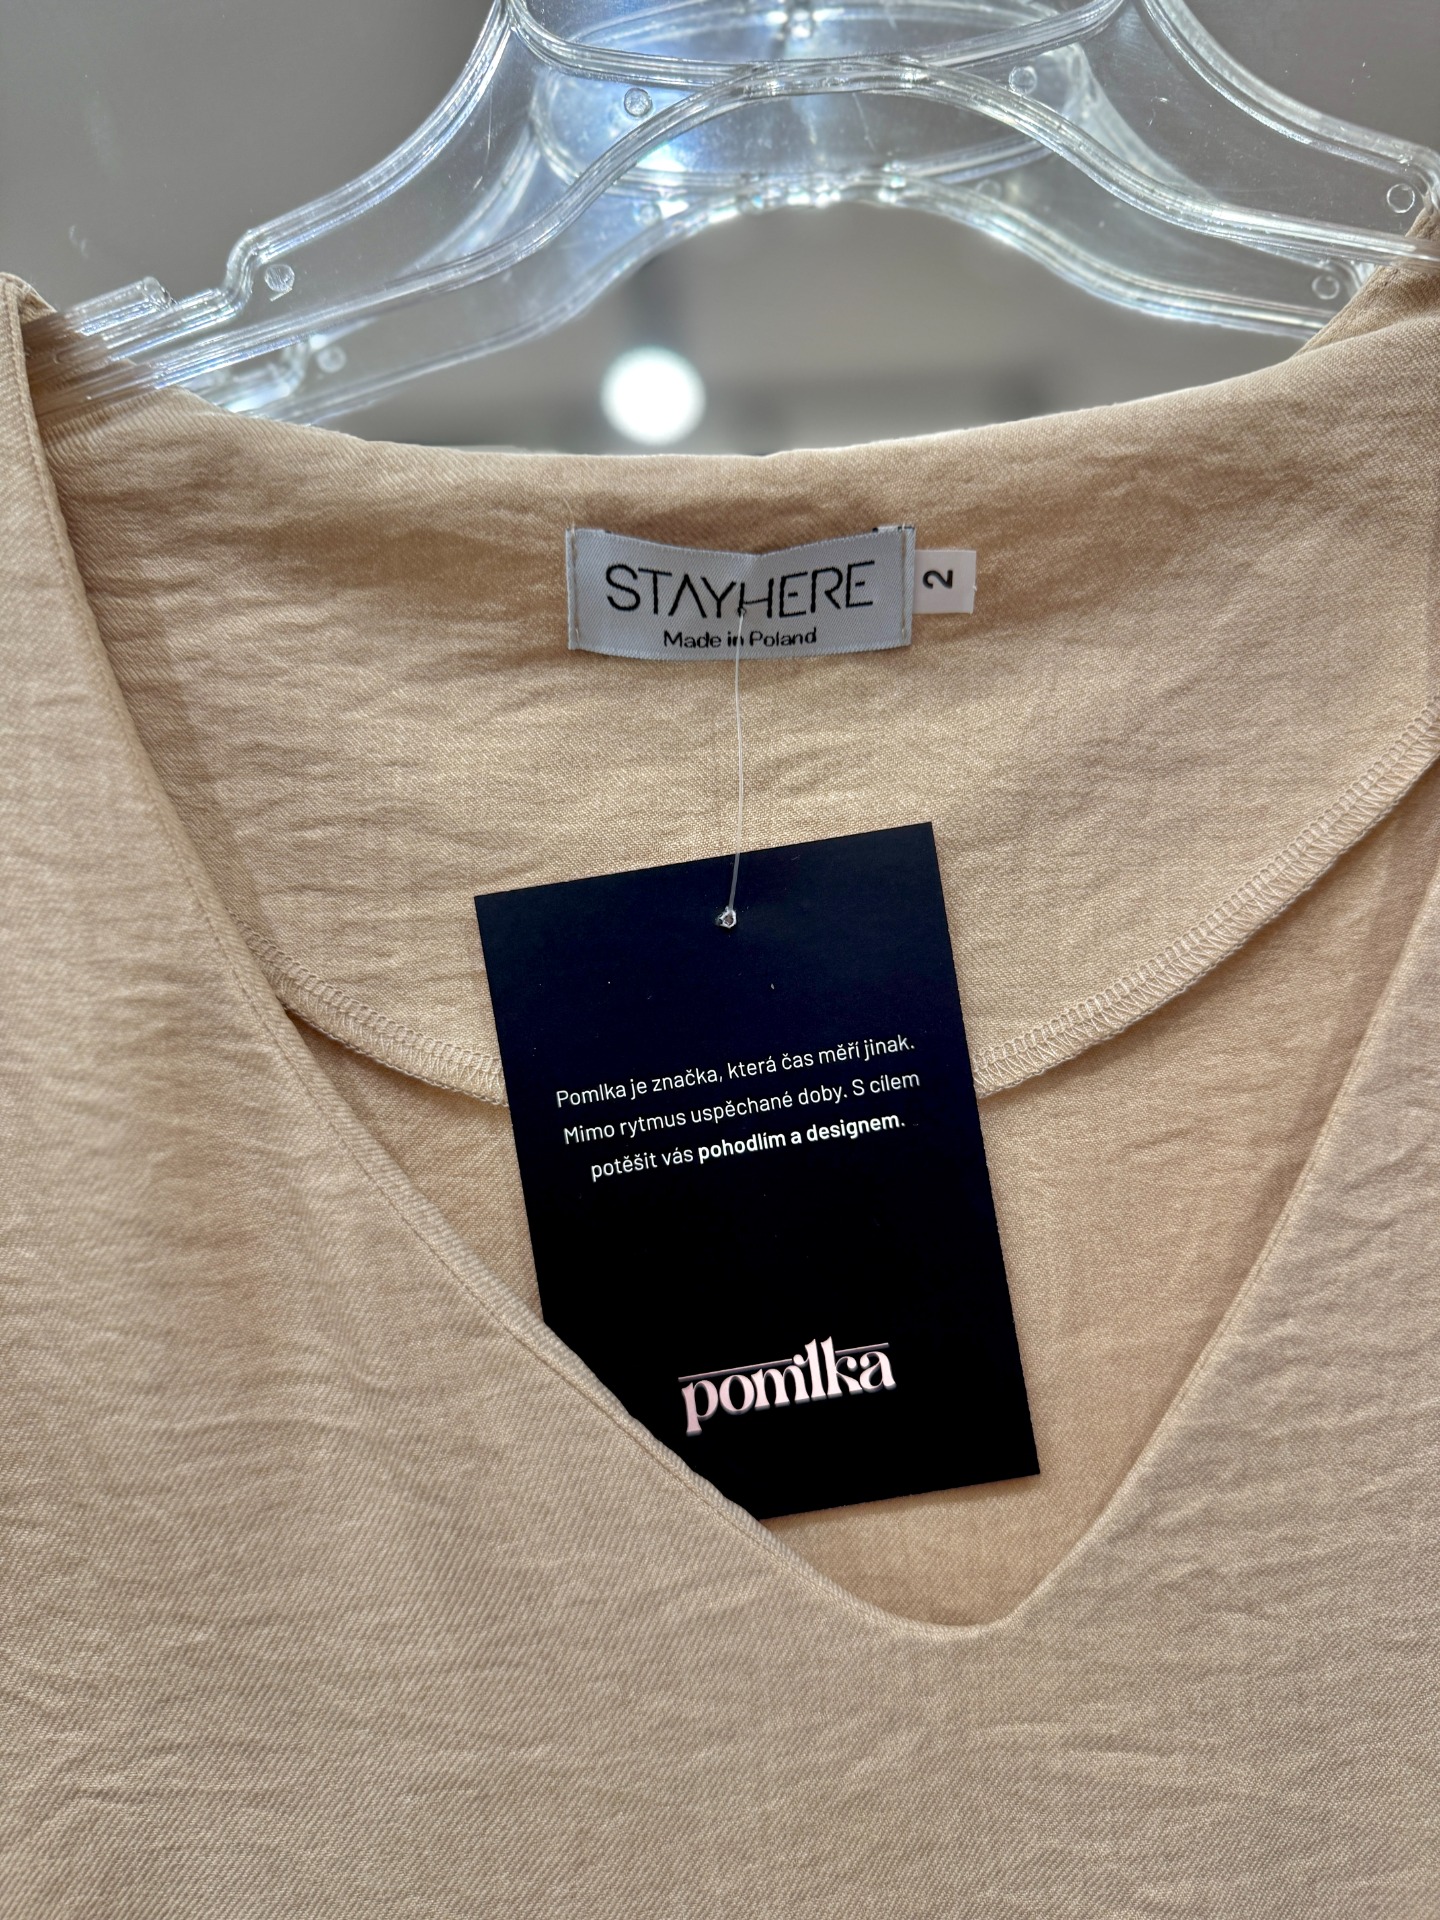 STAYHERE
Made in Poland
2
Pomlka je značka, která čas měří jinak.
Mimo rytmus uspěchané doby. S cílem
potěšit vás pohodlím a designem.
pomlka